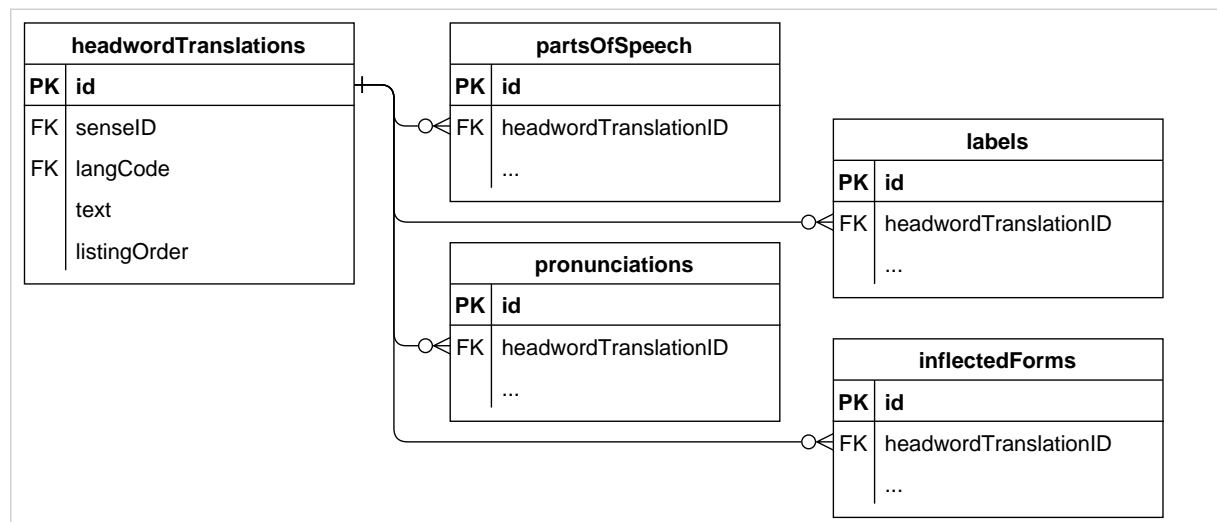 headwordTranslations
PK id
FK senseID
FK langCode
text
listingOrder
partsOfSpeech
PK id
FK headwordTranslationID
...
labels
PK id
FK headwordTranslationID
...
pronunciations
PK id
FK headwordTranslationID
...
inflectedForms
PK id
FK headwordTranslationID
...